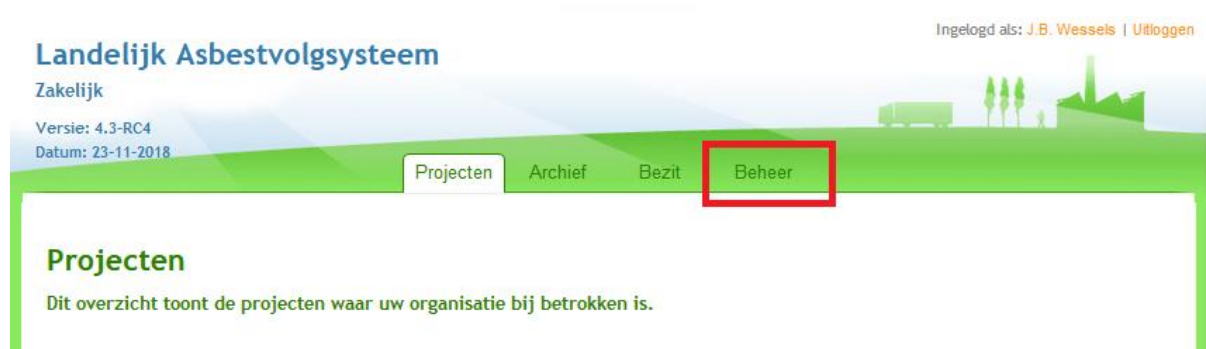 Ingelogd als: J.B. Wessels | Uitloggen
Landelijk Asbestvolgsysteem
Zakelijk
Versie: 4.3-RC4
Datum: 23-11-2018
Projecten Archief Bezit Beheer
Projecten
Dit overzicht toont de projecten waar uw organisatie bij betrokken is.